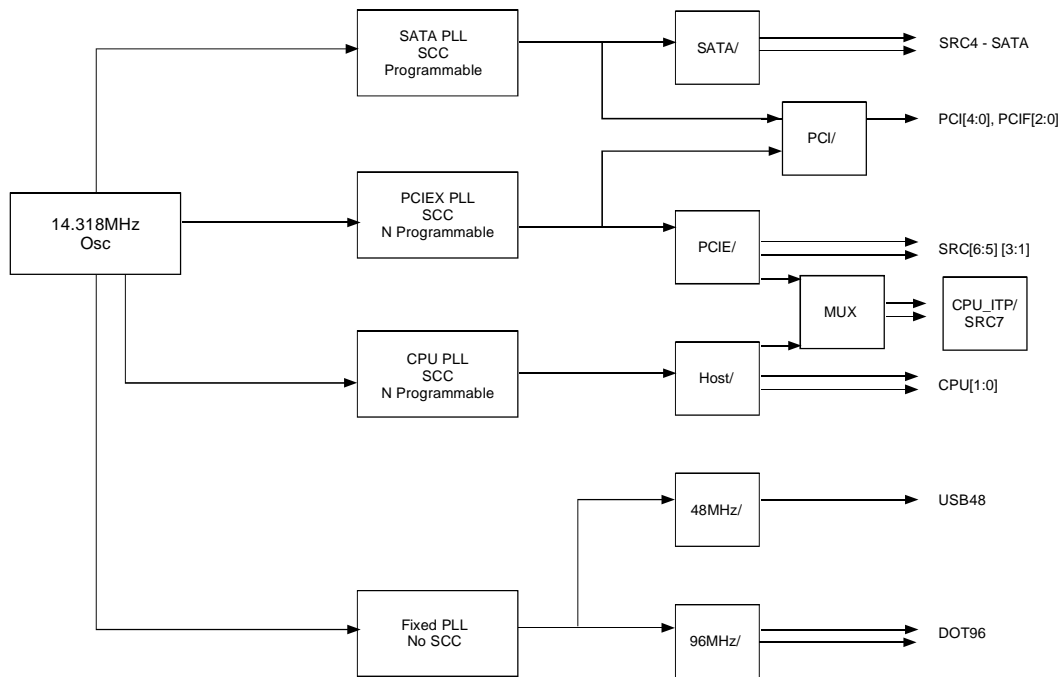 SATA PLL
SCC
Programmable
SATA/
SRC4 - SATA
PCI/
PCI[4:0], PCIF[2:0]
14.318MHz
Osc
PCIEX PLL
SCC
N Programmable
PCIE/
SRC[6:5] [3:1]
MUX
CPU_ITP/
SRC7
CPU PLL
SCC
N Programmable
Host/
CPU[1:0]
48MHz/
USB48
Fixed PLL
No SCC
96MHz/
DOT96